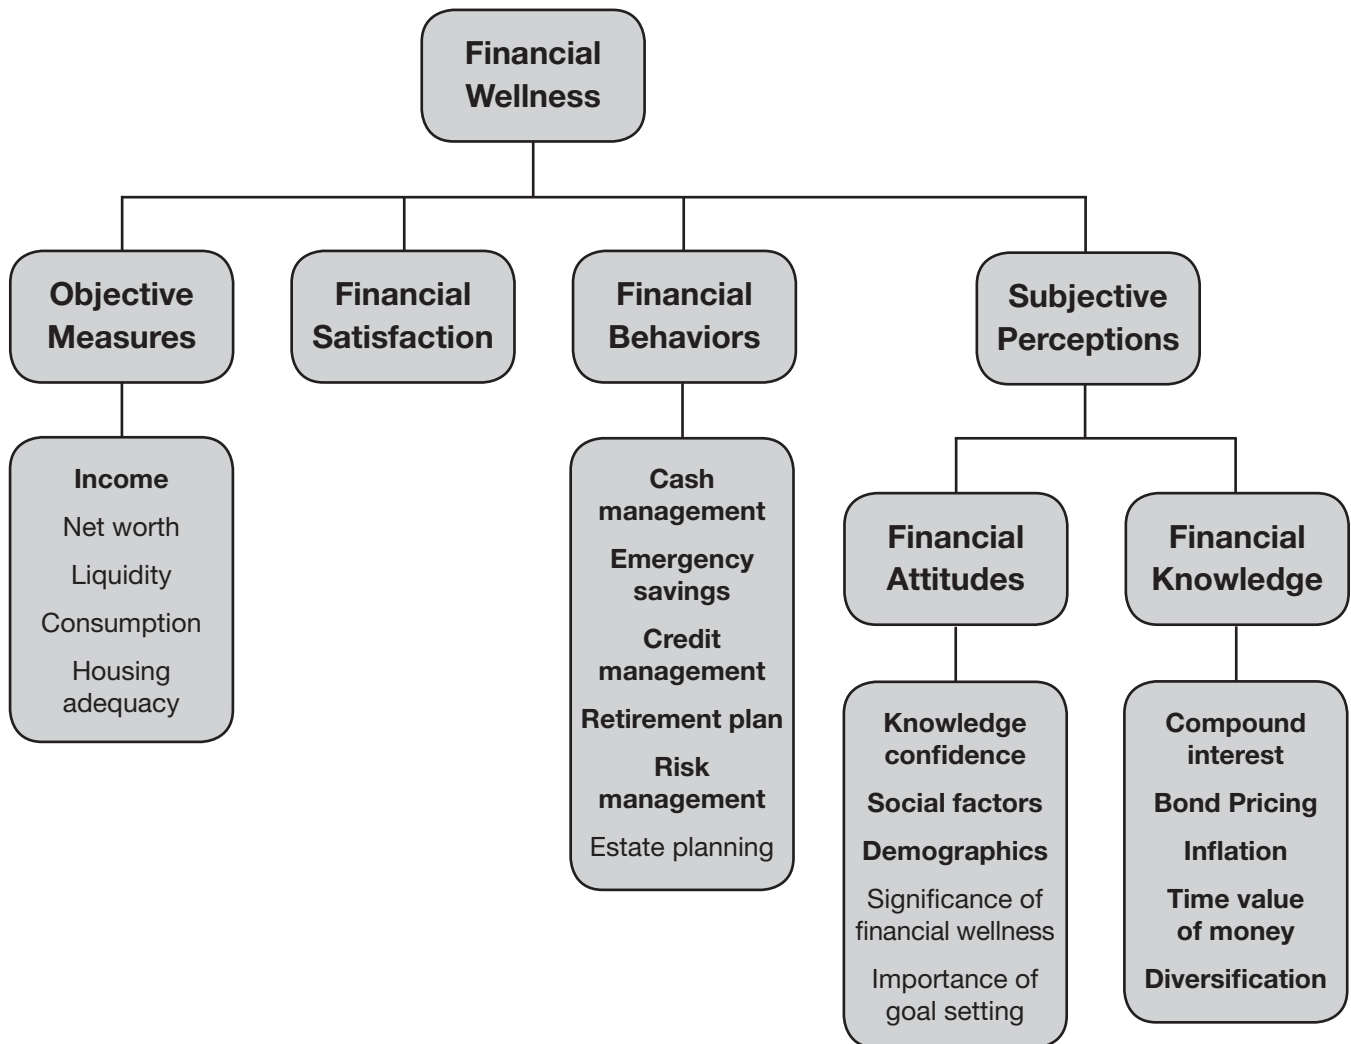 Financial
Wellness
Objective
Measures
Financial
Satisfaction
Financial
Behaviors
Subjective
Perceptions
Income
Net worth
Liquidity
Consumption
Housing
adequacy
Cash
management
Emergency
savings
Credit
management
Retirement plan
Risk
management
Estate planning
Financial
Attitudes
Financial
Knowledge
Knowledge
confidence
Social factors
Demographics
Significance of
financial wellness
Importance of
goal setting
Compound
interest
Bond Pricing
Inflation
Time value
of money
Diversification